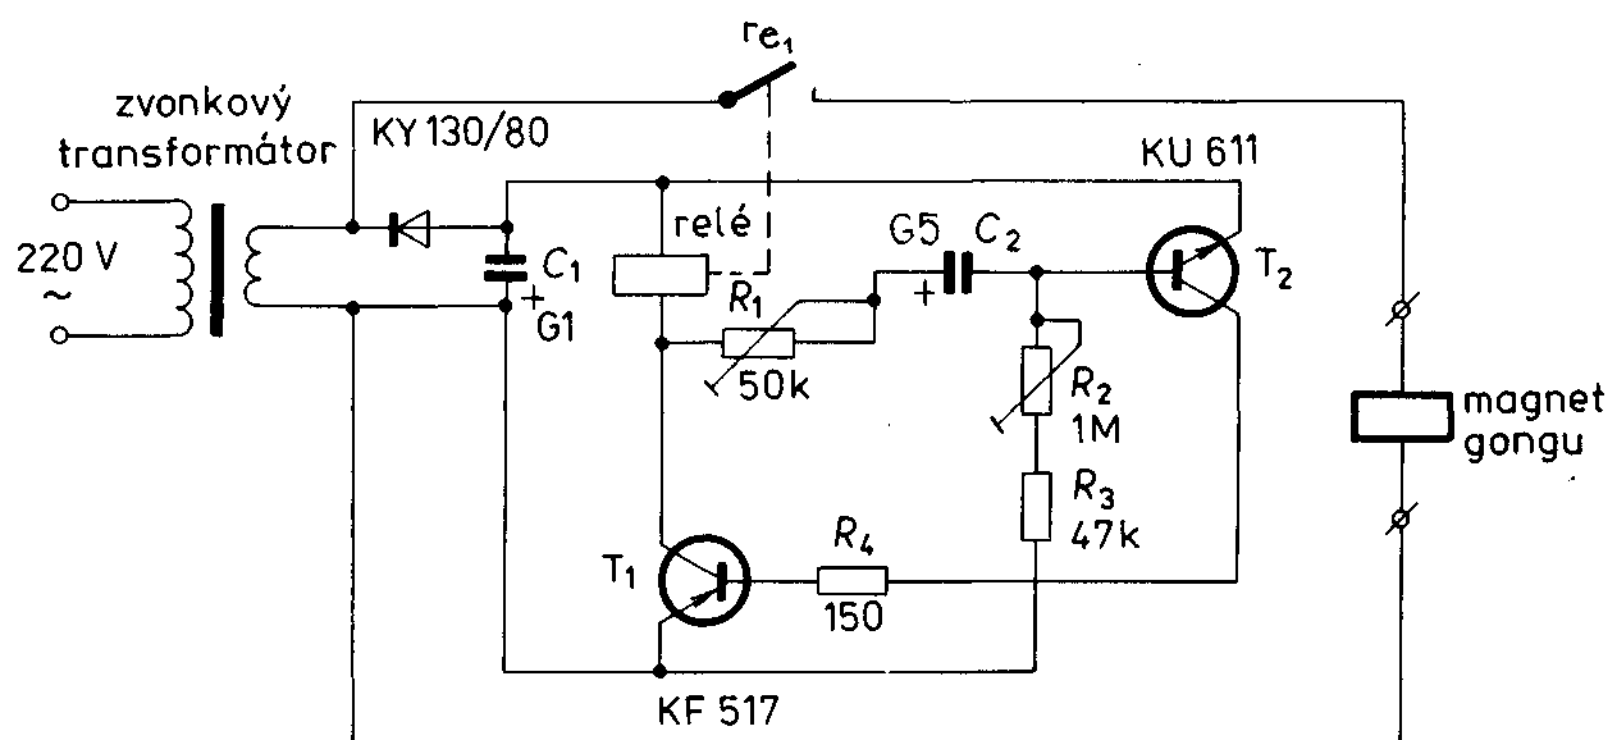 re₁
zvonkový
transformátor
KY 130/80
KU 611
220 V
~
C₁
+
G1
relé
R₁
50k
G5 C₂
+
T₂
R₂
1M
R₃
47k
magnet
gongu
T₁
R₄
150
KF 517